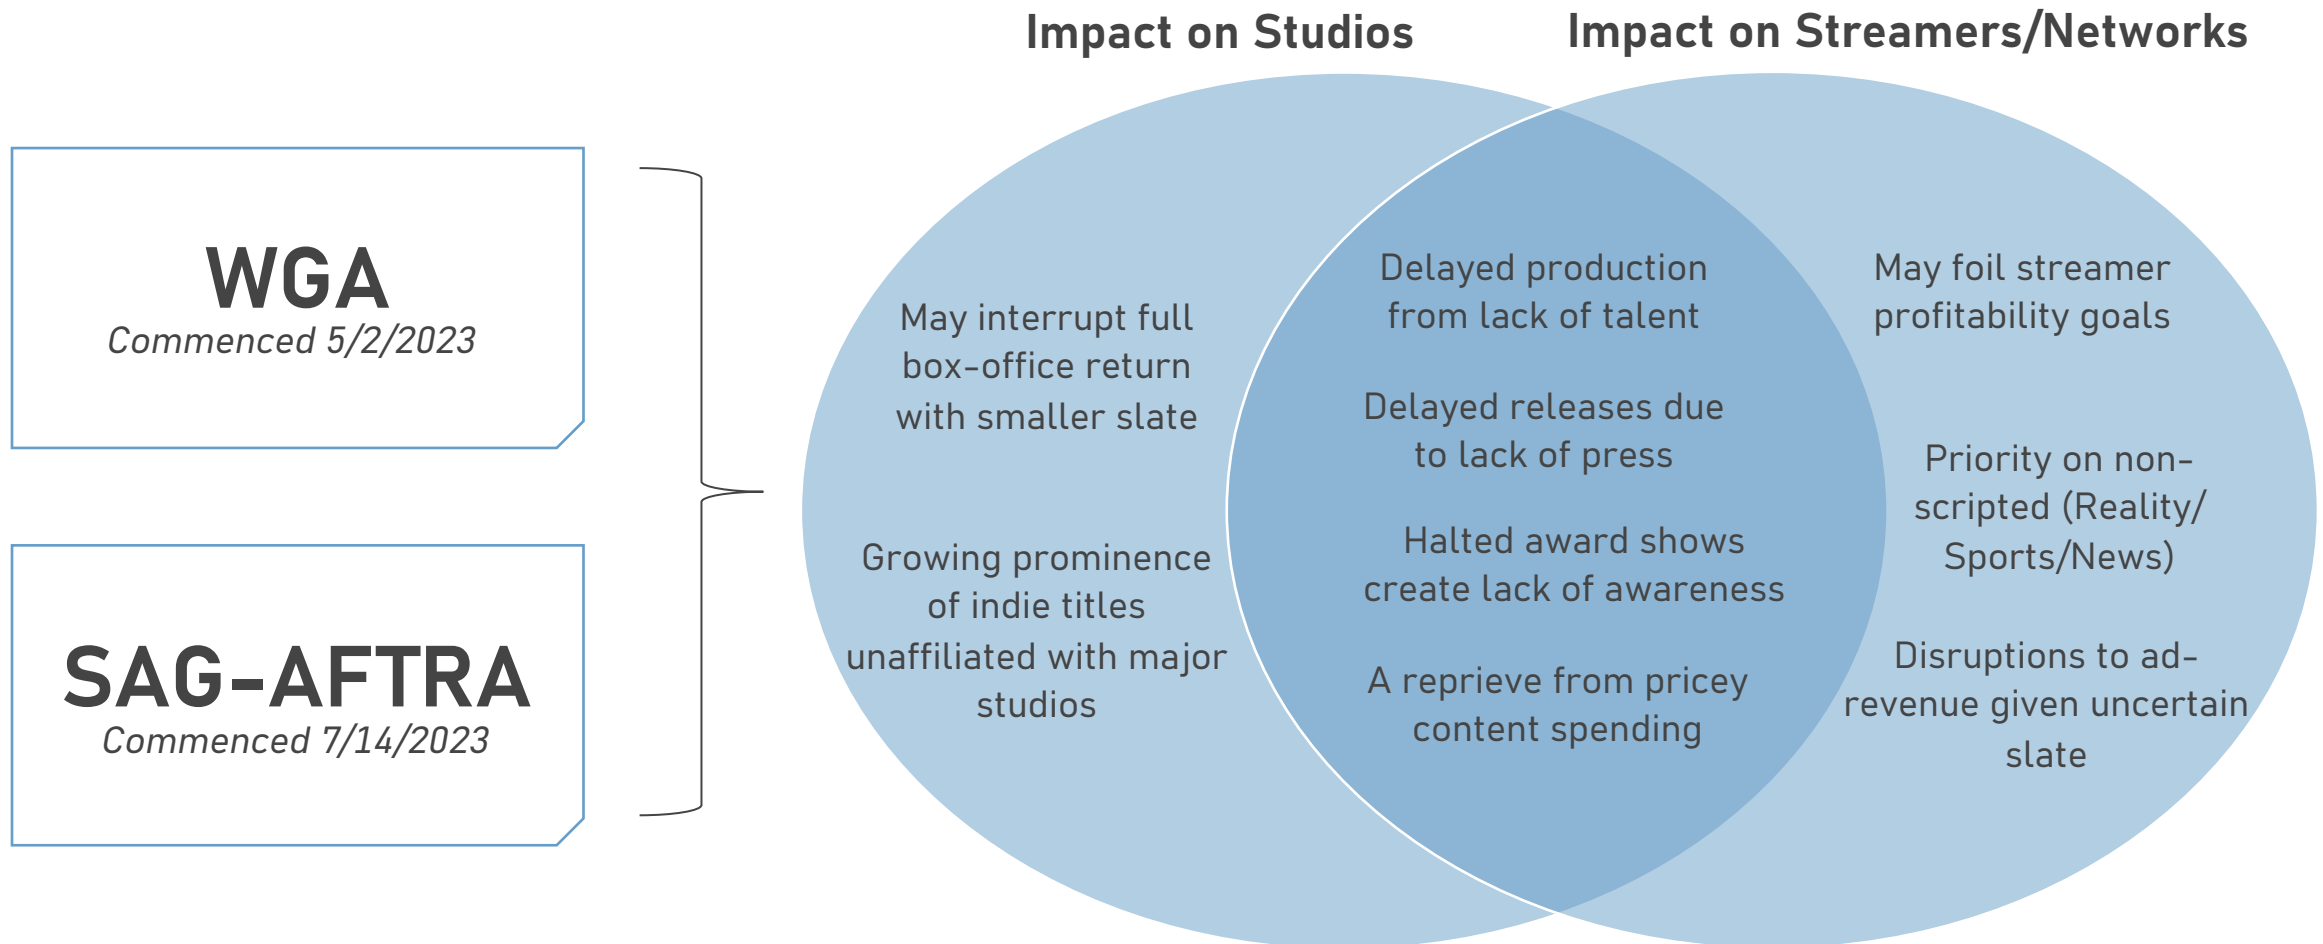 Impact on Studios
Impact on Streamers/Networks
WGA
Commenced 5/2/2023
SAG-AFTRA
Commenced 7/14/2023
May interrupt full
box-office return
with smaller slate
Growing prominence
of indie titles
unaffiliated with major
studios
Delayed production
from lack of talent
Delayed releases due
to lack of press
Halted award shows
create lack of awareness
A reprieve from pricey
content spending
May foil streamer
profitability goals
Priority on non-
scripted (Reality/
Sports/News)
Disruptions to ad-
revenue given uncertain
slate